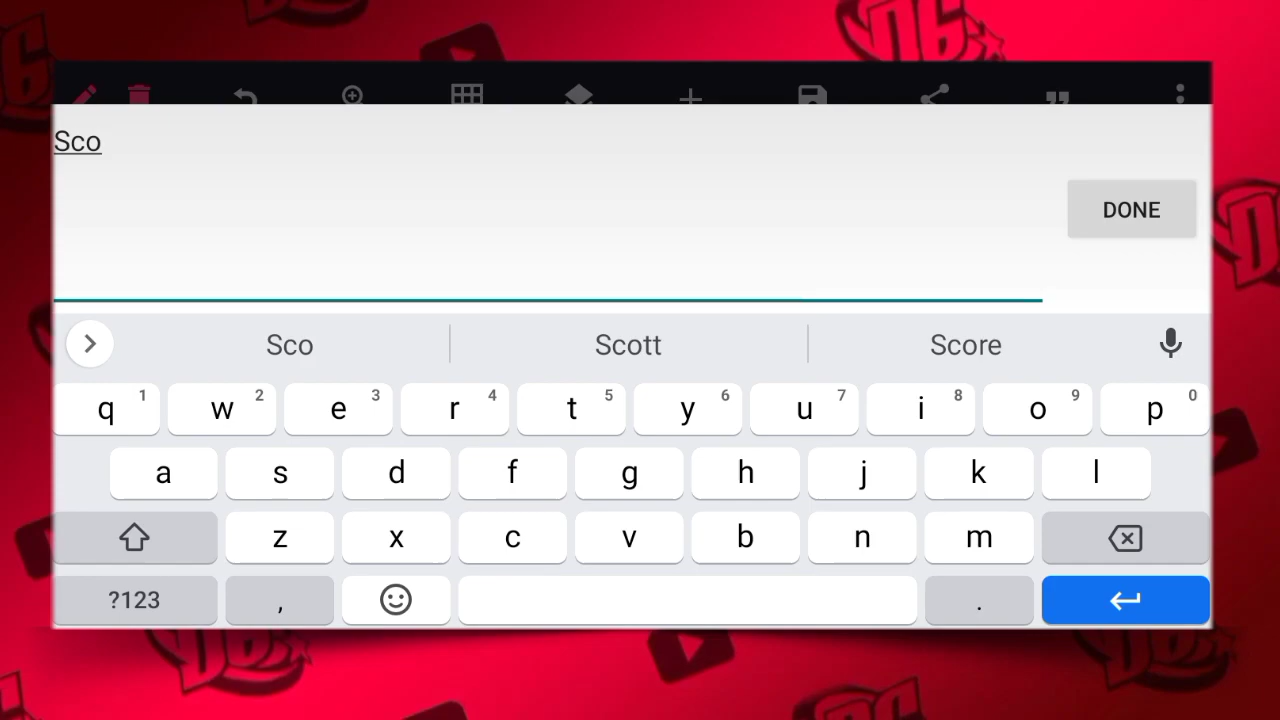 Sco
DONE
Sco Scott Score
q 1 w 2 e 3 r 4 t 5 y 6 u 7 i 8 o 9 p 0
a s d f g h j k l
z x c v b n m
?123 , .